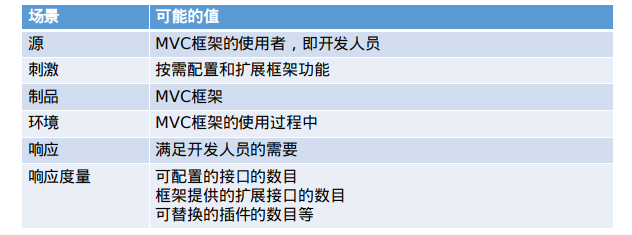 场景 可能的值
源 MVC框架的使用者，即开发人员
刺激 按需配置和扩展框架功能
制品 MVC框架
环境 MVC框架的使用过程中
响应 满足开发人员的需要
响应度量 可配置的接口的数目
框架提供的扩展接口的数目
可替换的插件的数目等